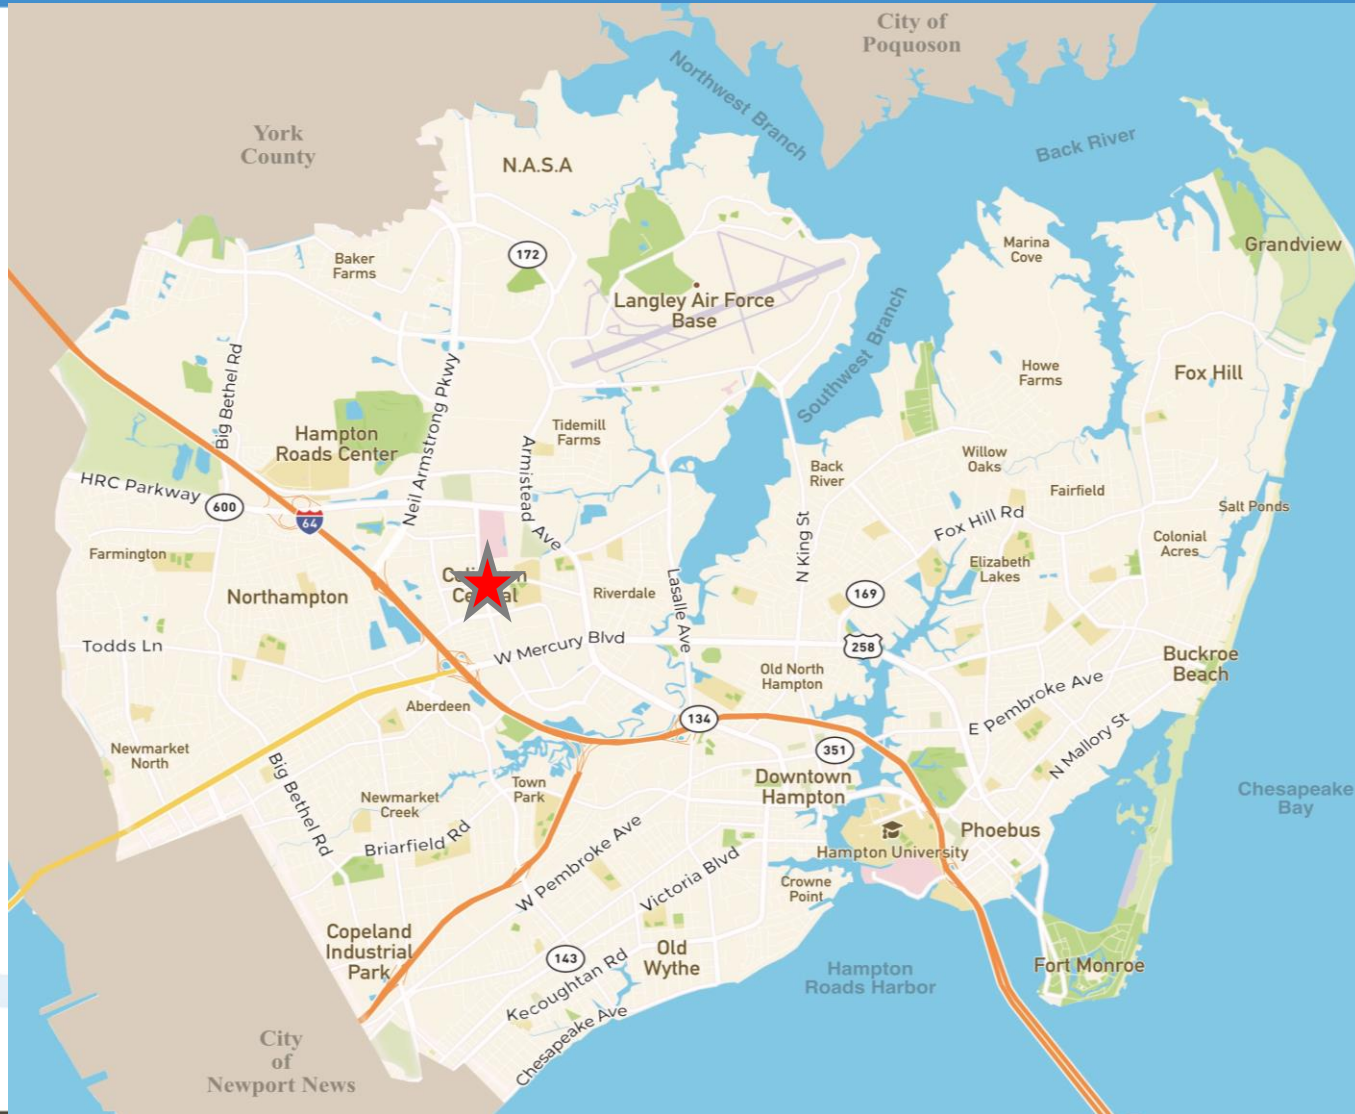 City of
Poquoson
Northwest Branch
York
County
Back River
N.A.S.A
172
Baker
Farms
Marina
Cove
Grandview
Langley Air Force
Base
Southwest Branch
Big Bethel Rd
Neil Armstrong Pkwy
Howe
Farms
Fox Hill
Hampton
Roads Center
Tidemill
Farms
Armistead Ave
Back
River
Willow
Oaks
Fairfield
HRC Parkway
600
64
Fox Hill Rd
Salt Ponds
N King St
Colonial
Acres
Farmington
Elizabeth
Lakes
Northampton
Riverdale
Lasalle Ave
169
Todds Ln
W Mercury Blvd
258
Buckroe
Beach
Old North
Hampton
Aberdeen
134
E Pembroke Ave
N Mallory St
Newmarket
North
351
Downtown
Hampton
Town
Park
Chesapeake
Bay
Big Bethel Rd
Newmarket
Creek
Briarfield Rd
Phoebus
Hampton University
W Pembroke Ave
Victoria Blvd
Crowne
Point
Copeland
Industrial
Park
143
Old
Wythe
Fort Monroe
Hampton
Roads Harbor
Kecoughtan Rd
Chesapeake Ave
City
of
Newport News